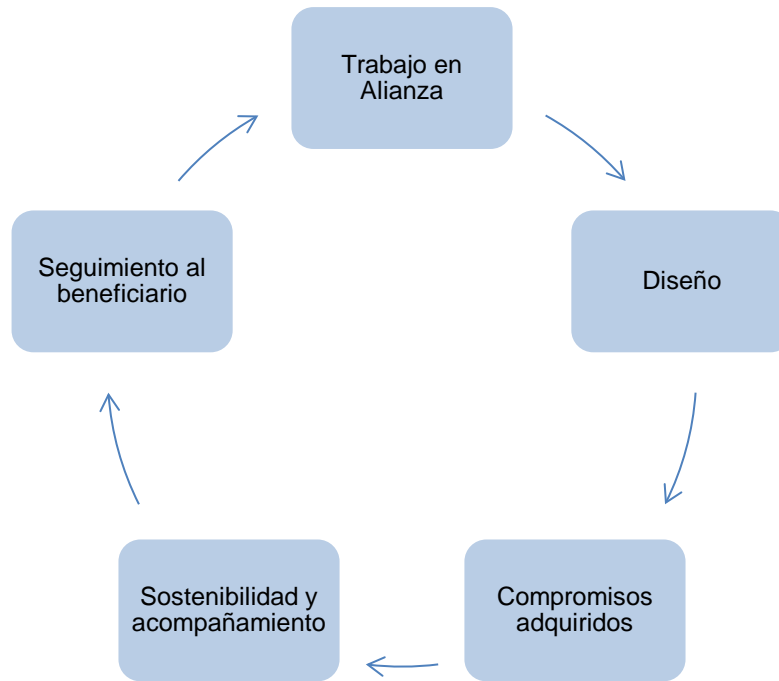 Trabajo en
Alianza
Diseño
Compromisos
adquiridos
Sostenibilidad y
acompañamiento
Seguimiento al
beneficiario